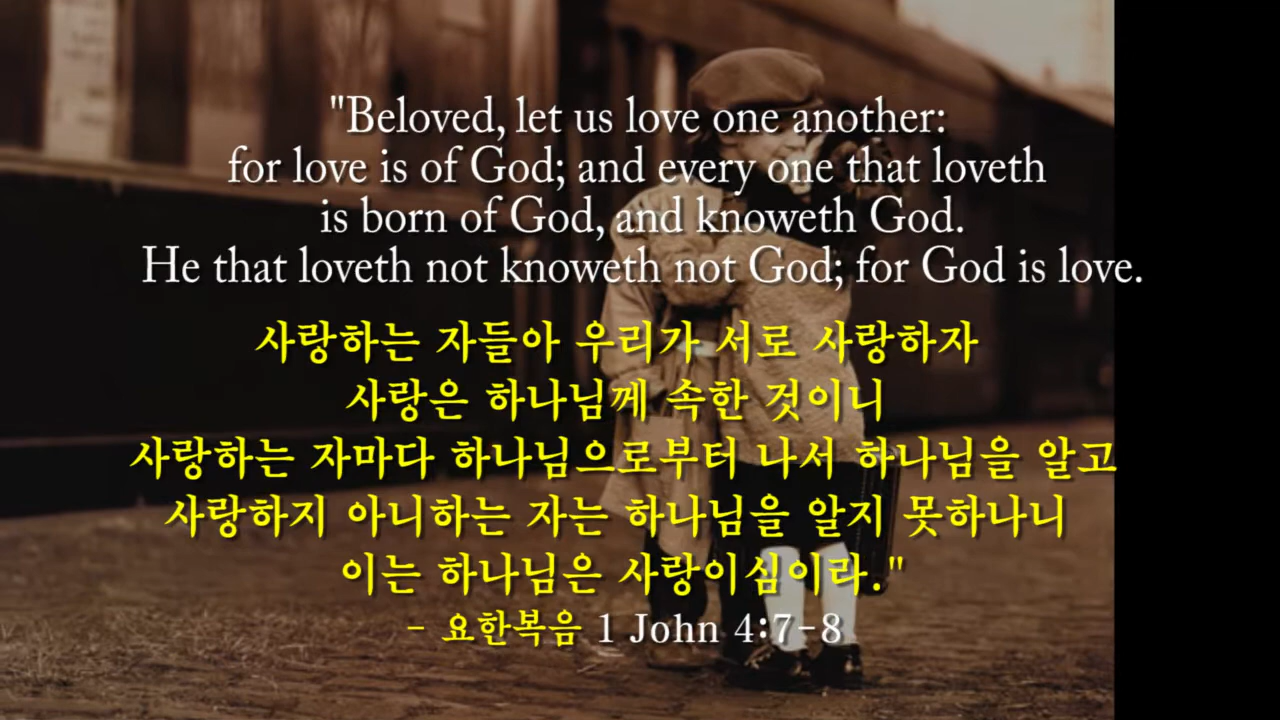 "Beloved, let us love one another:
for love is of God; and every one that loveth
is born of God, and knoweth God.
He that loveth not knoweth not God; for God is love.
사랑하는 자들아 우리가 서로 사랑하자
사랑은 하나님께 속한 것이니
사랑하는 자마다 하나님으로부터 나서 하나님을 알고
사랑하지 아니하는 자는 하나님을 알지 못하나니
이는 하나님은 사랑이심이라."
- 요한복음 1 John 4:7-8